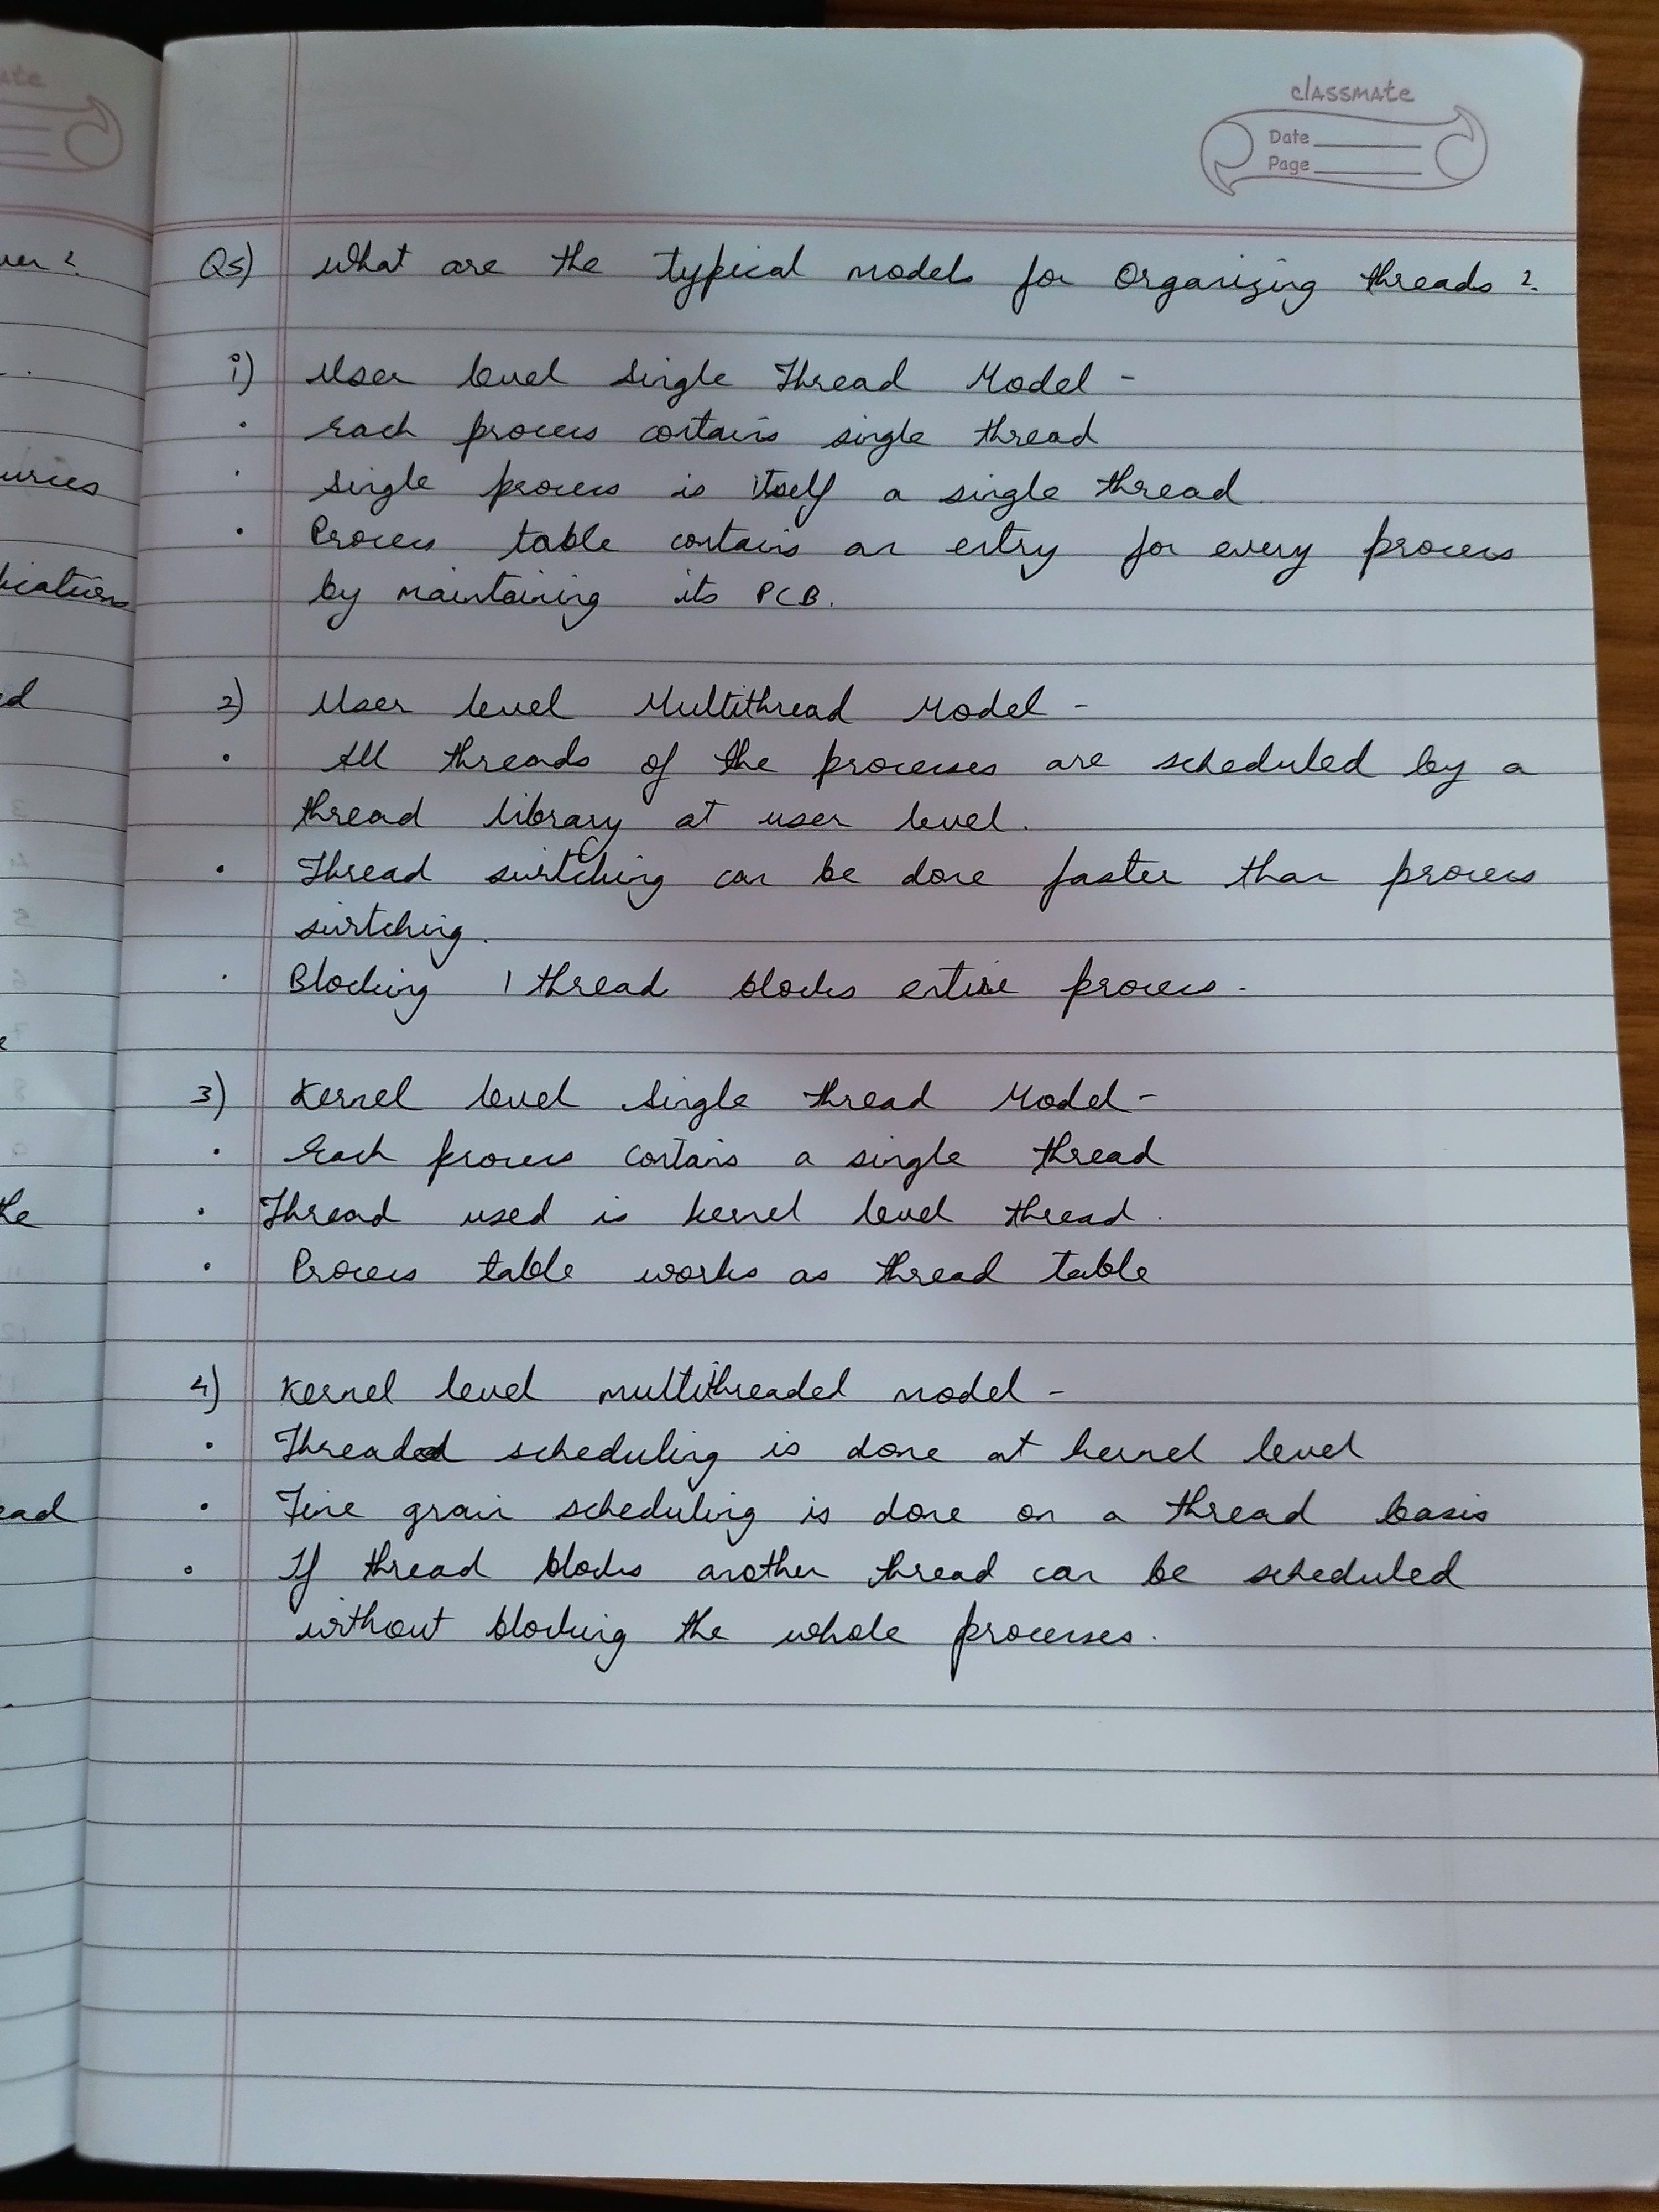 classmate
Date
Page
Q5) What are the typical models for Organizing threads ?
i) User level Single Thread Model -
• Each process contains single thread
• Single process is itself a single thread.
• Process table contains an entry for every process
by maintaining its PCB.
2) User level Multithread Model -
• All threads of the processes are scheduled by a
thread library at user level.
• Thread switching can be done faster than process
switching.
• Blocking 1 thread blocks entire process.
3) Kernel level Single thread Model -
• Each process contains a single thread
• Thread used is kernel level thread.
• Process table works as thread table
4) Kernel level multithreaded model -
• Threaded scheduling is done at kernel level
• Fine grain scheduling is done on a thread basis
• If thread blocks another thread can be scheduled
without blocking the whole processes.